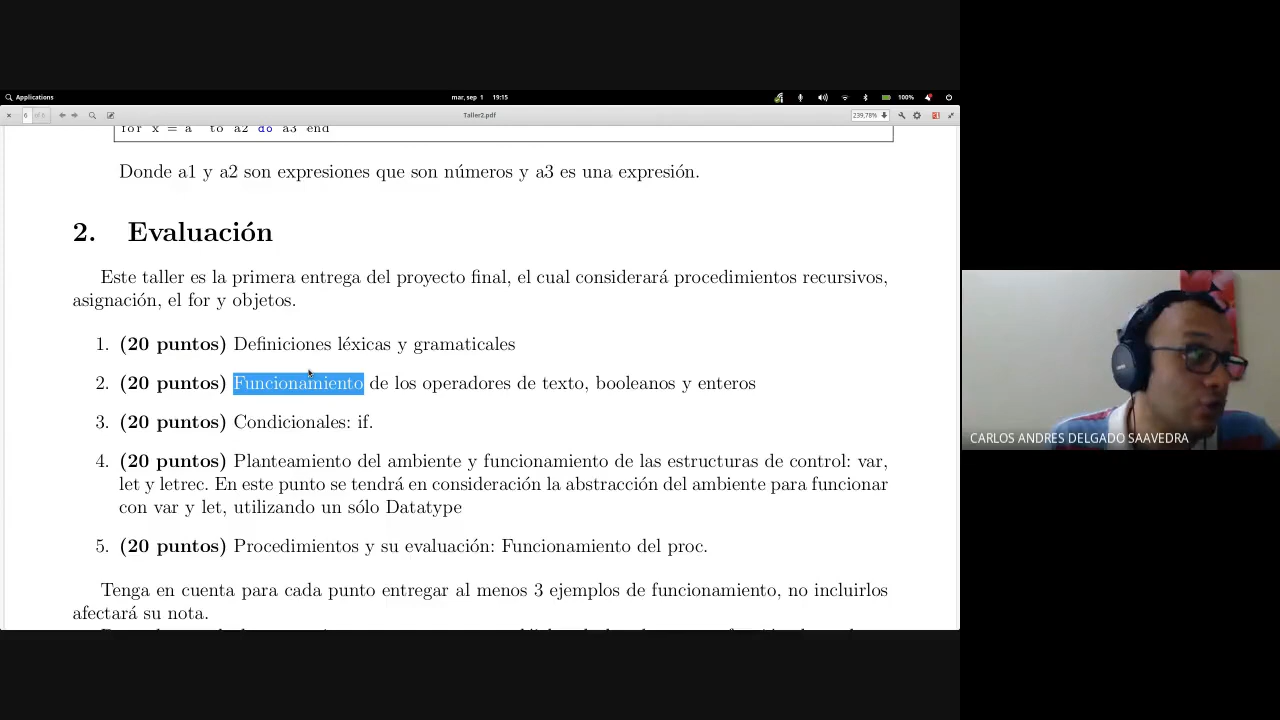 Applications
mar, sep 1 19:15
100%
6 of 6
Taller2.pdf
239,78%
for x = a to a2 do a3 end
Donde a1 y a2 son expresiones que son números y a3 es una expresión.
2. Evaluación
Este taller es la primera entrega del proyecto final, el cual considerará procedimientos recursivos,
asignación, el for y objetos.
1. (20 puntos) Definiciones léxicas y gramaticales
2. (20 puntos) Funcionamiento de los operadores de texto, booleanos y enteros
3. (20 puntos) Condicionales: if.
4. (20 puntos) Planteamiento del ambiente y funcionamiento de las estructuras de control: var,
let y letrec. En este punto se tendrá en consideración la abstracción del ambiente para funcionar
con var y let, utilizando un sólo Datatype
5. (20 puntos) Procedimientos y su evaluación: Funcionamiento del proc.
Tenga en cuenta para cada punto entregar al menos 3 ejemplos de funcionamiento, no incluirlos
afectará su nota.
CARLOS ANDRES DELGADO SAAVEDRA